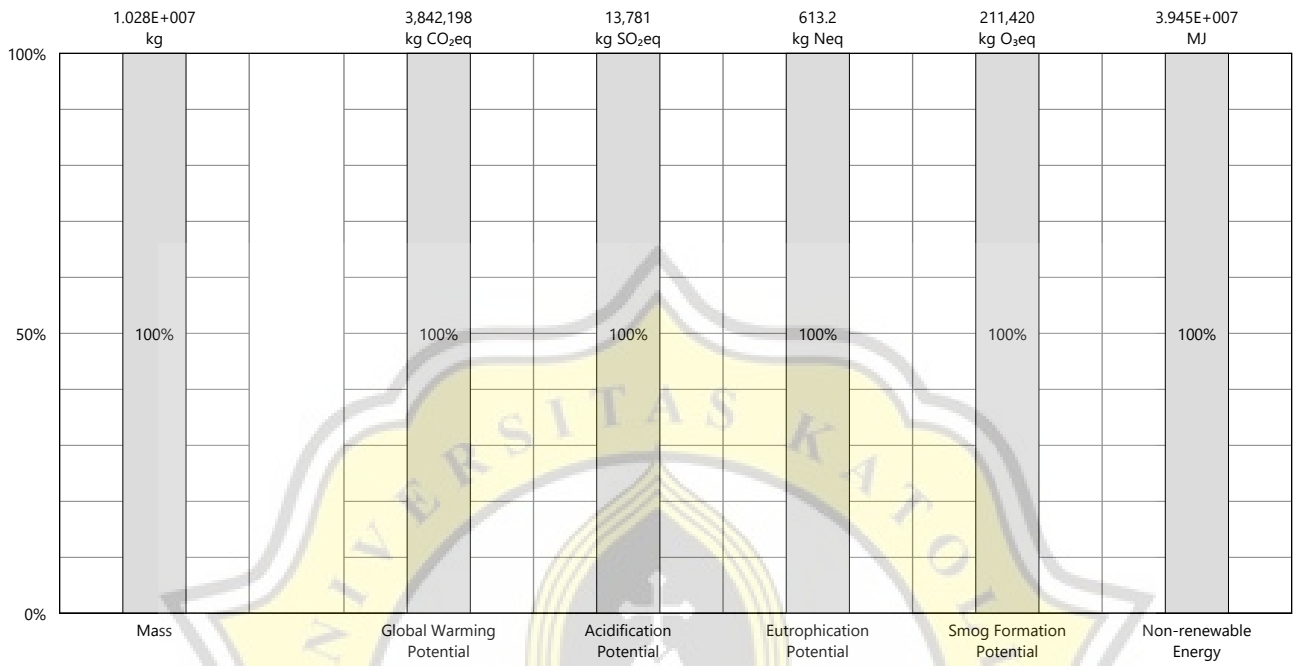 1.028E+007
kg
3,842,198
kg CO₂eq
13,781
kg SO₂eq
613.2
kg Neq
211,420
kg O₃eq
3.945E+007
MJ
100%
50%
0%
100%
100%
100%
100%
100%
100%
Mass
Global Warming
Potential
Acidification
Potential
Eutrophication
Potential
Smog Formation
Potential
Non-renewable
Energy
NIVERSITAS KATOL